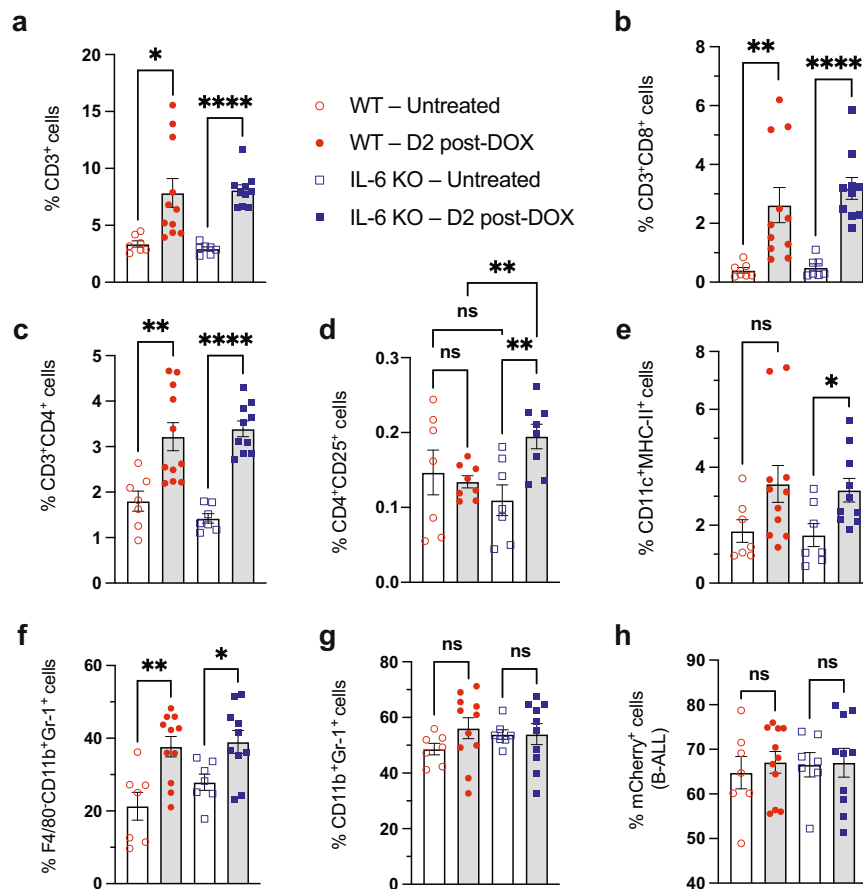 a
% CD3⁺ cells
20
15
10
5
0
*
****
WT – Untreated
WT – D2 post-DOX
IL-6 KO – Untreated
IL-6 KO – D2 post-DOX
b
% CD3⁺CD8⁺ cells
6
4
2
0
**
****
c
% CD3⁺CD4⁺ cells
6
5
4
3
2
1
0
**
****
d
% CD4⁺CD25⁺ cells
0.3
0.2
0.1
0.0
**
ns
ns
**
e
% CD11c⁺MHC-II⁺ cells
8
6
4
2
0
ns
*
f
% F4/80⁻CD11b⁺Gr-1⁺ cells
60
40
20
0
**
*
g
% CD11b⁺Gr-1⁺ cells
80
60
40
20
0
ns
ns
h
% mCherry⁺ cells
(B-ALL)
90
80
70
60
50
40
ns
ns